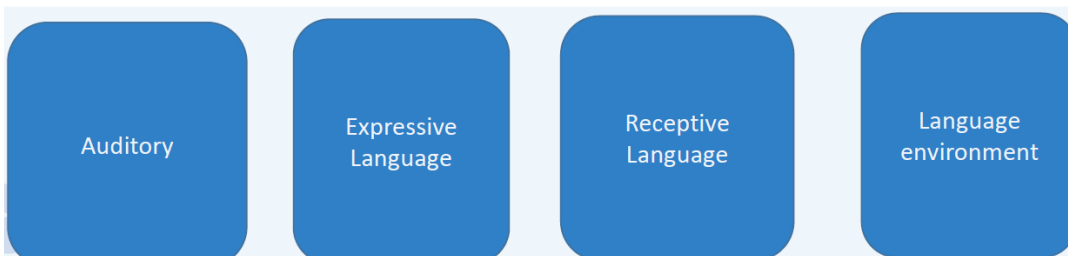 Auditory
Expressive
Language
Receptive
Language
Language
environment